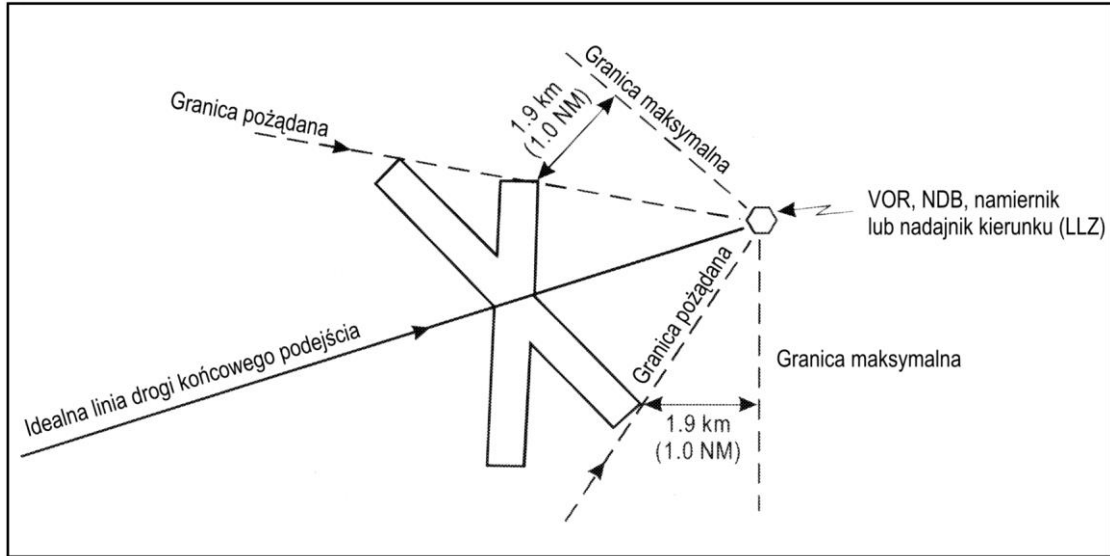 Granica pożądana
1.9 km
(1.0 NM)
Granica maksymalna
VOR, NDB, namiernik
lub nadajnik kierunku (LLZ)
Idealna linia drogi końcowego podejścia
Granica pożądana
Granica maksymalna
1.9 km
(1.0 NM)